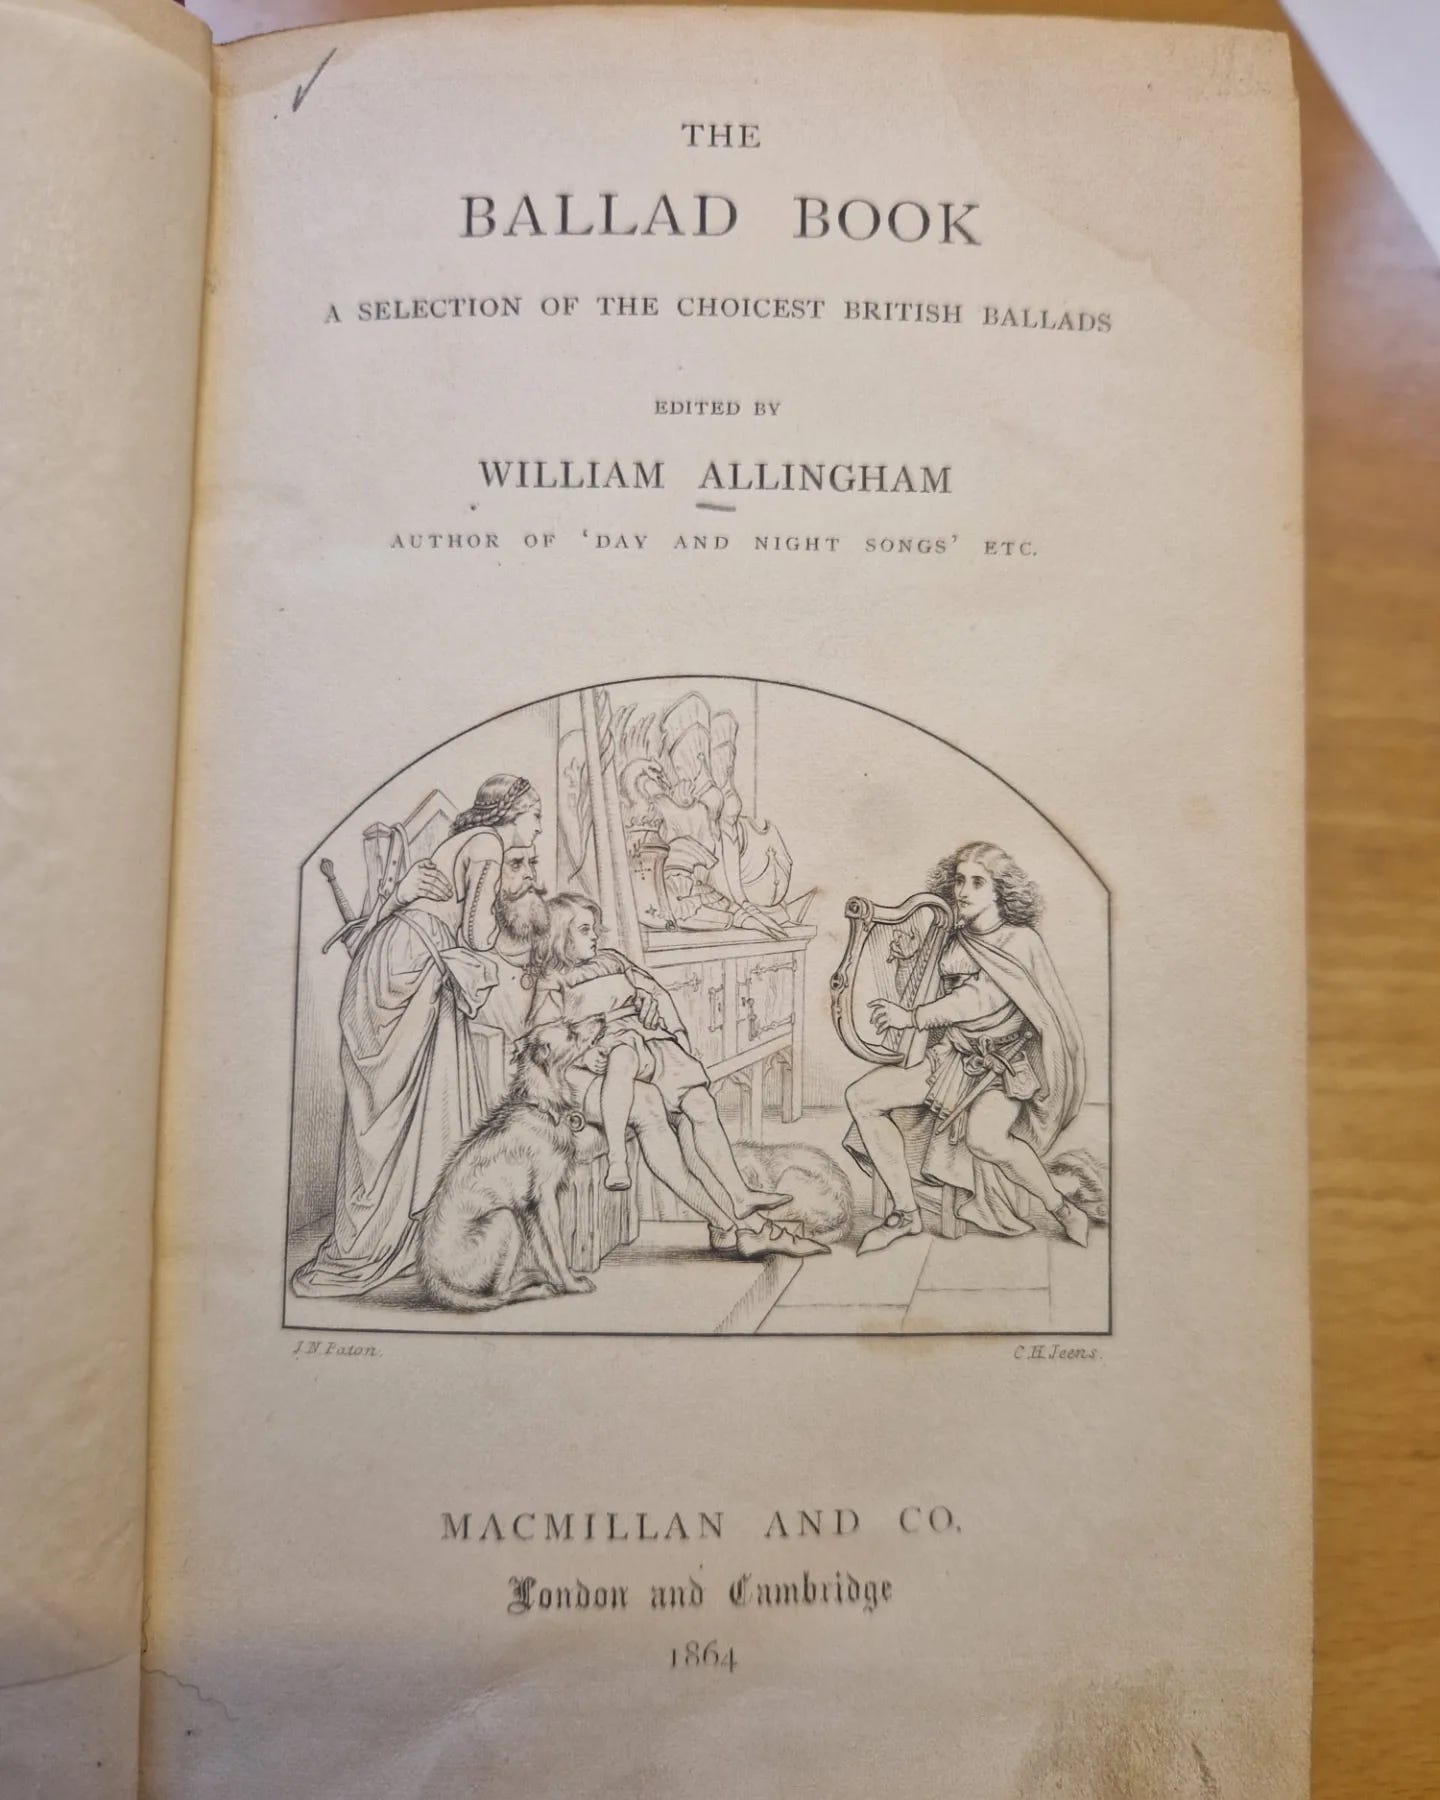 THE
BALLAD BOOK
A SELECTION OF THE CHOICEST BRITISH BALLADS
EDITED BY
WILLIAM ALLINGHAM
AUTHOR OF ‘DAY AND NIGHT SONGS’ ETC.
J.N Paton.
C.H.Jeens.
MACMILLAN AND CO.
London and Cambridge
1864